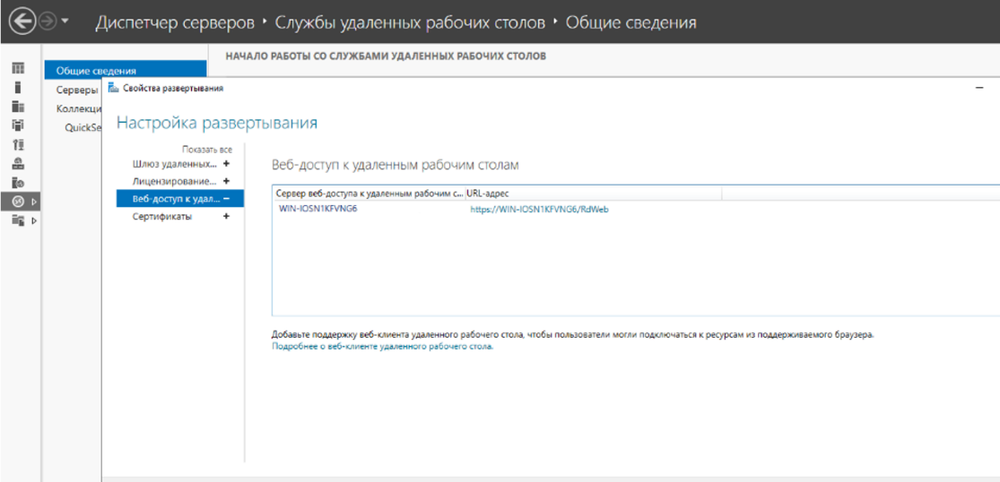 Диспетчер серверов ‣ Службы удаленных рабочих столов ‣ Общие сведения
НАЧАЛО РАБОТЫ СО СЛУЖБАМИ УДАЛЕННЫХ РАБОЧИХ СТОЛОВ
Общие сведения
Серверы
Коллекци
QuickSe
Свойства развертывания
Настройка развертывания
Показать все
Шлюз удаленных... +
Лицензирование... +
Веб-доступ к удал... −
Сертификаты +
Веб-доступ к удаленным рабочим столам
Сервер веб-доступа к удаленным рабочим с... URL-адрес
WIN-IOSN1KFVNG6 https://WIN-IOSN1KFVNG6/RdWeb
Добавьте поддержку веб-клиента удаленного рабочего стола, чтобы пользователи могли подключаться к ресурсам из поддерживаемого браузера.
Подробнее о веб-клиенте удаленного рабочего стола.